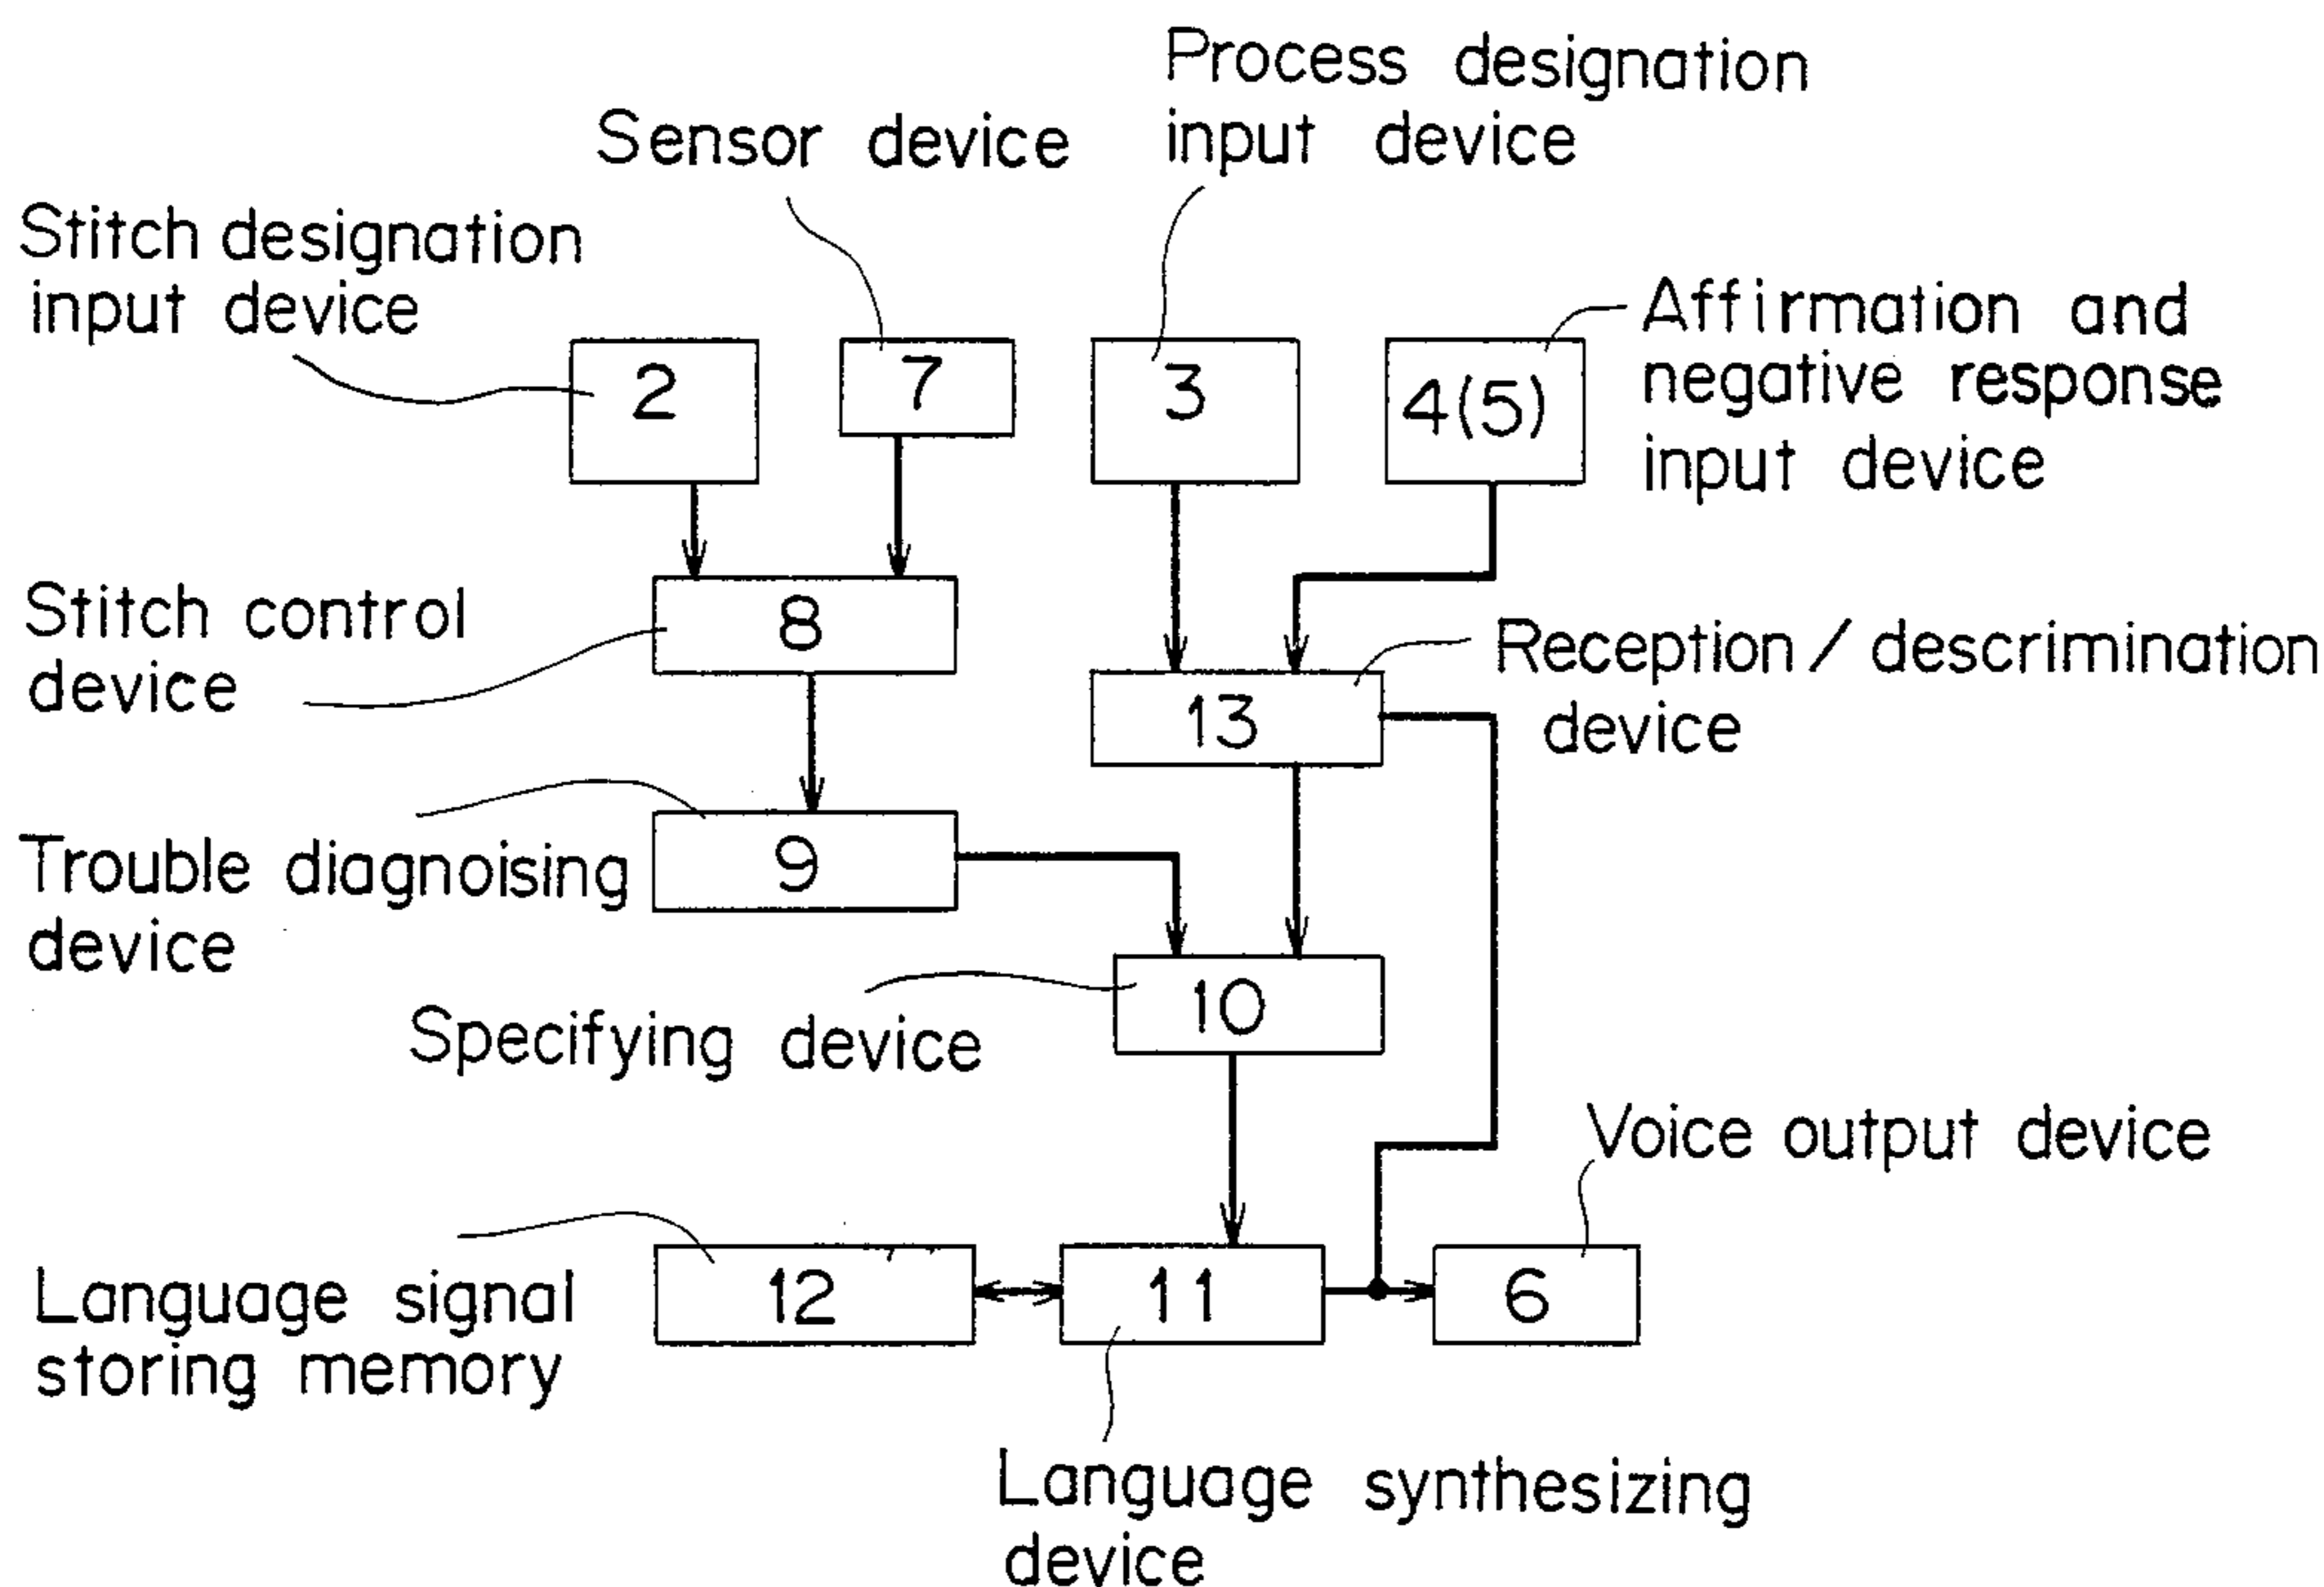 Process designation
input device
Sensor device
Stitch designation
input device
Affirmation and
negative response
input device
2
7
3
4(5)
Stitch control
device
8
Reception / descrimination
device
13
Trouble diagnoising
device
9
Specifying device
10
Voice output device
Language signal
storing memory
12
11
6
Language synthesizing
device